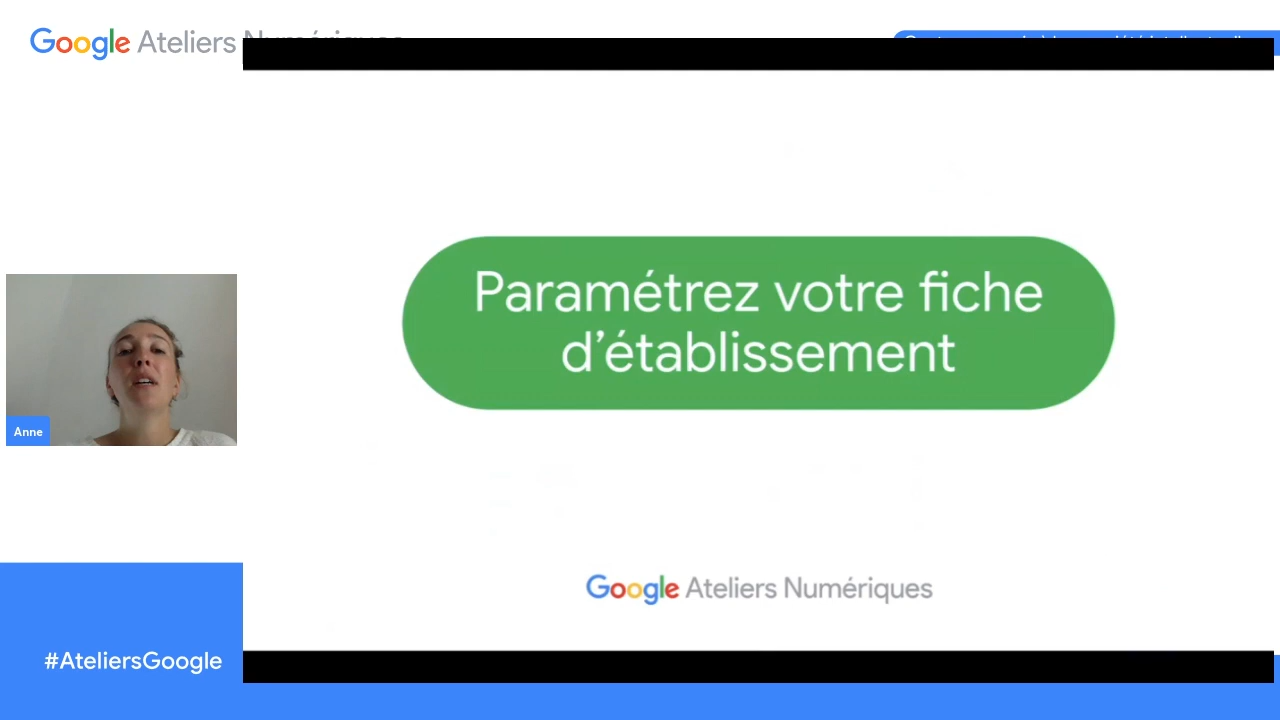 Google Ateliers
Paramétrez votre fiche
d’établissement
Anne
Google Ateliers Numériques
#AteliersGoogle